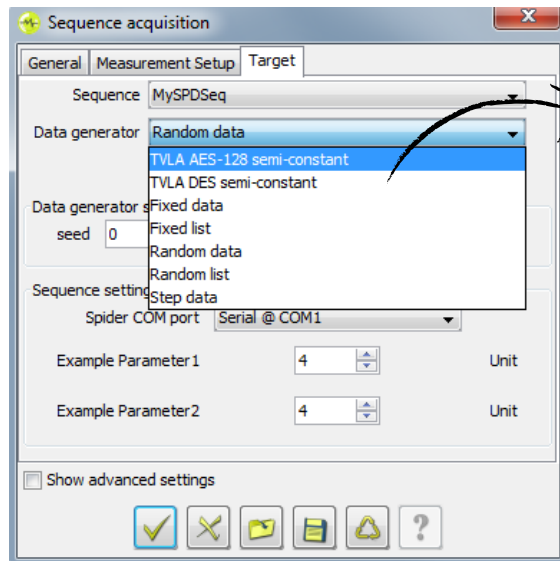 Sequence acquisition
General Measurement Setup Target
Sequence MySPDSeq
Data generator Random data
TVLA AES-128 semi-constant
TVLA DES semi-constant
Fixed data
Fixed list
Random data
Random list
Step data
Data generator s
seed 0
Sequence setting
Spider COM port Serial @ COM1
Example Parameter1 4 Unit
Example Parameter2 4 Unit
Show advanced settings
?